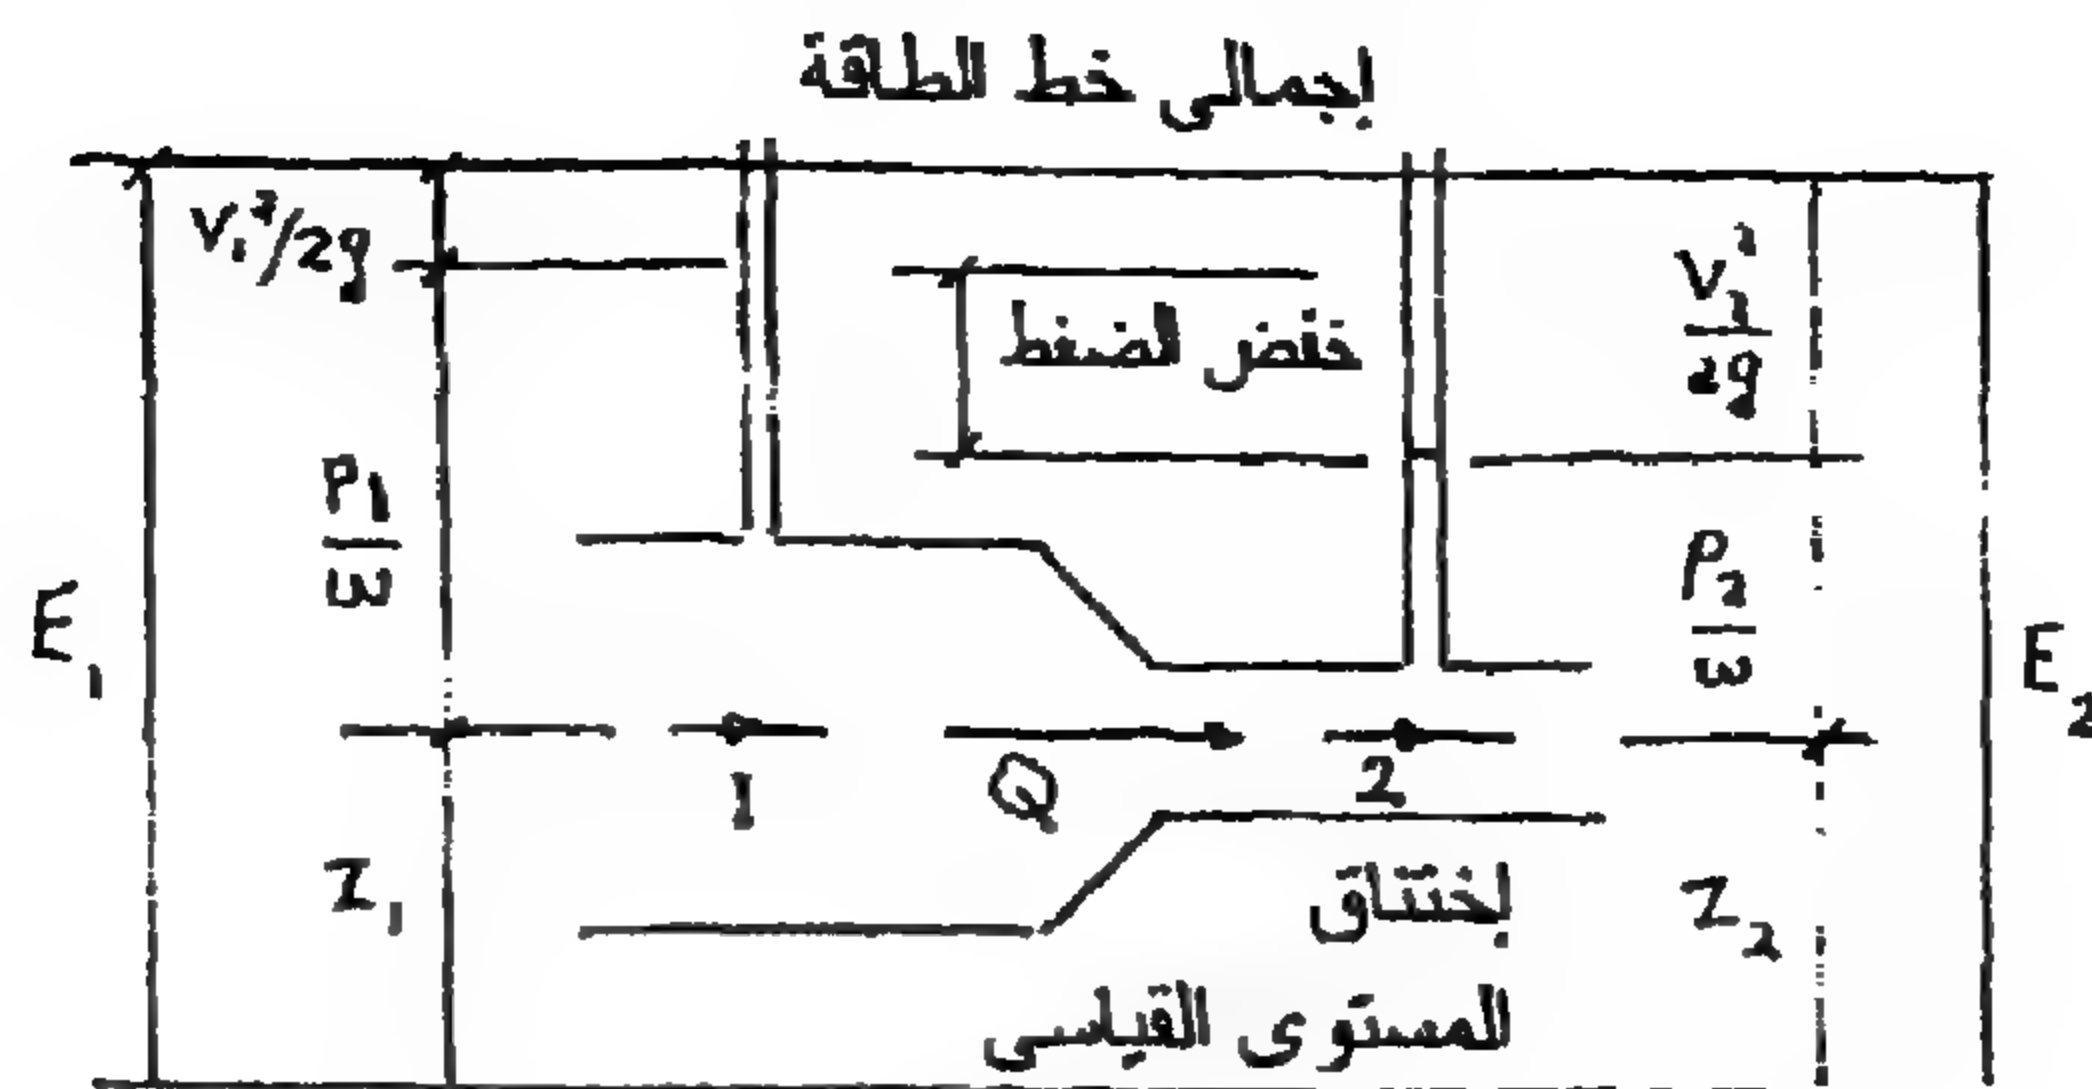 إجمالى خط الطاقة
V₁²/2g
خفض الضغط
V₂²/2g
P₁/ω
P₂/ω
E₁
E₂
1
Q
2
Z₁
إختناق
Z₂
المستوى القياسى